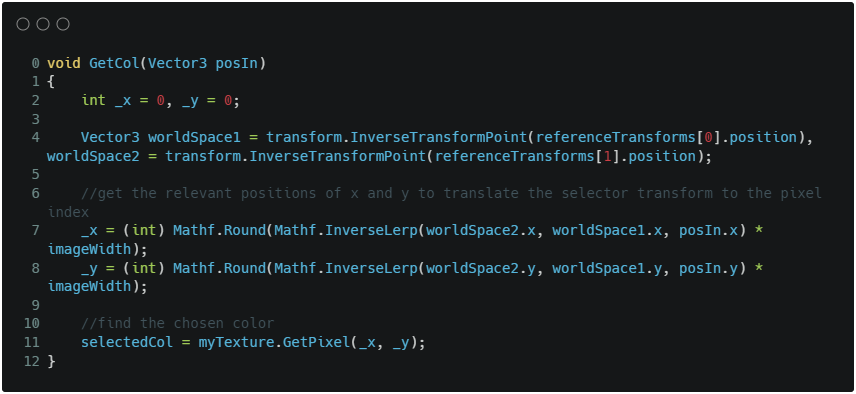 0 void GetCol(Vector3 posIn)
1 {
2     int _x = 0, _y = 0;
3
4     Vector3 worldSpace1 = transform.InverseTransformPoint(referenceTransforms[0].position),
worldSpace2 = transform.InverseTransformPoint(referenceTransforms[1].position);
5
6     //get the relevant positions of x and y to translate the selector transform to the pixel
index
7     _x = (int) Mathf.Round(Mathf.InverseLerp(worldSpace2.x, worldSpace1.x, posIn.x) *
imageWidth);
8     _y = (int) Mathf.Round(Mathf.InverseLerp(worldSpace2.y, worldSpace1.y, posIn.y) *
imageWidth);
9
10     //find the chosen color
11     selectedCol = myTexture.GetPixel(_x, _y);
12 }